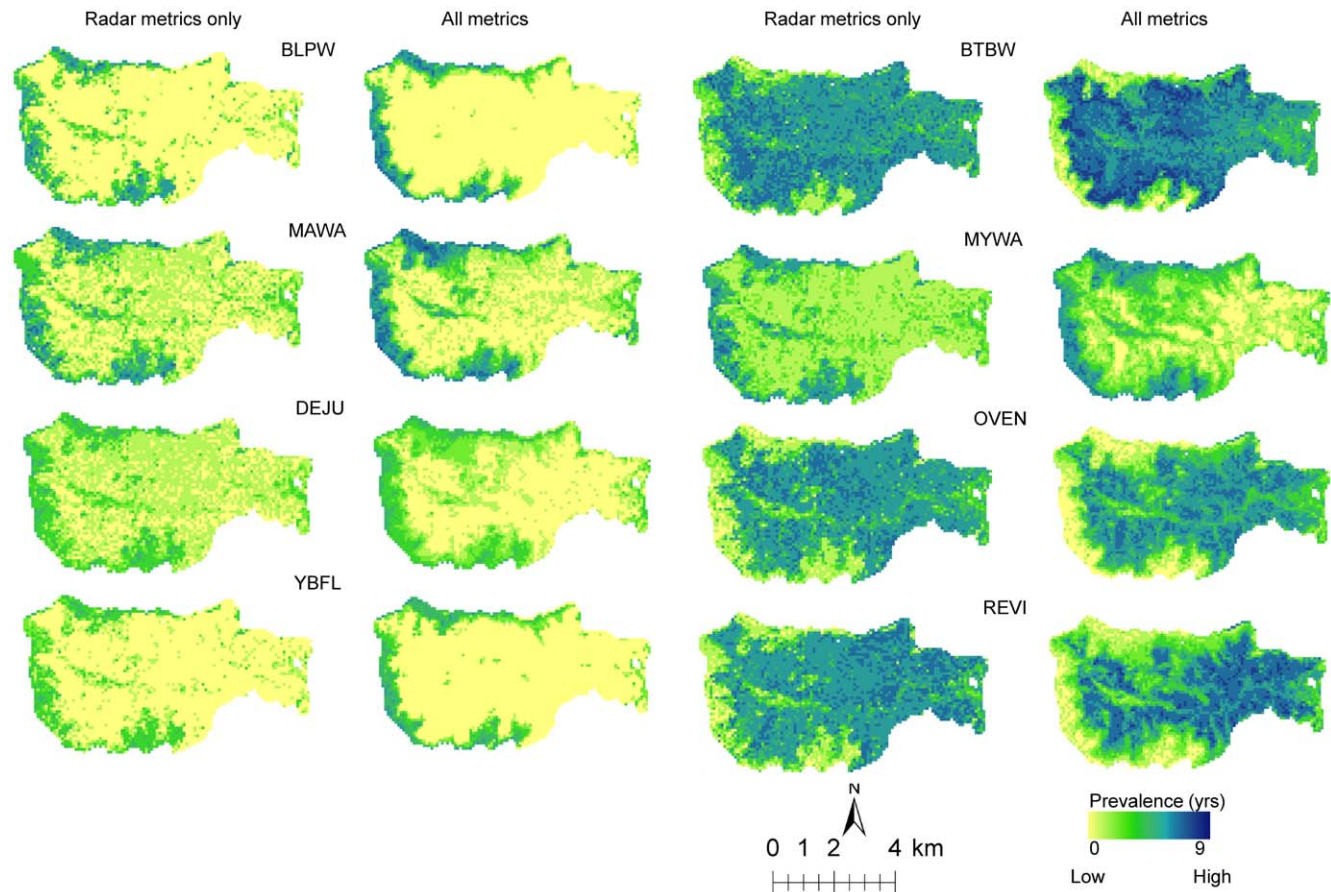 Radar metrics only All metrics Radar metrics only All metrics
BLPW BTBW
MAWA MYWA
DEJU OVEN
YBFL REVI
N
Prevalence (yrs)
0 9
Low High
0 1 2 4 km